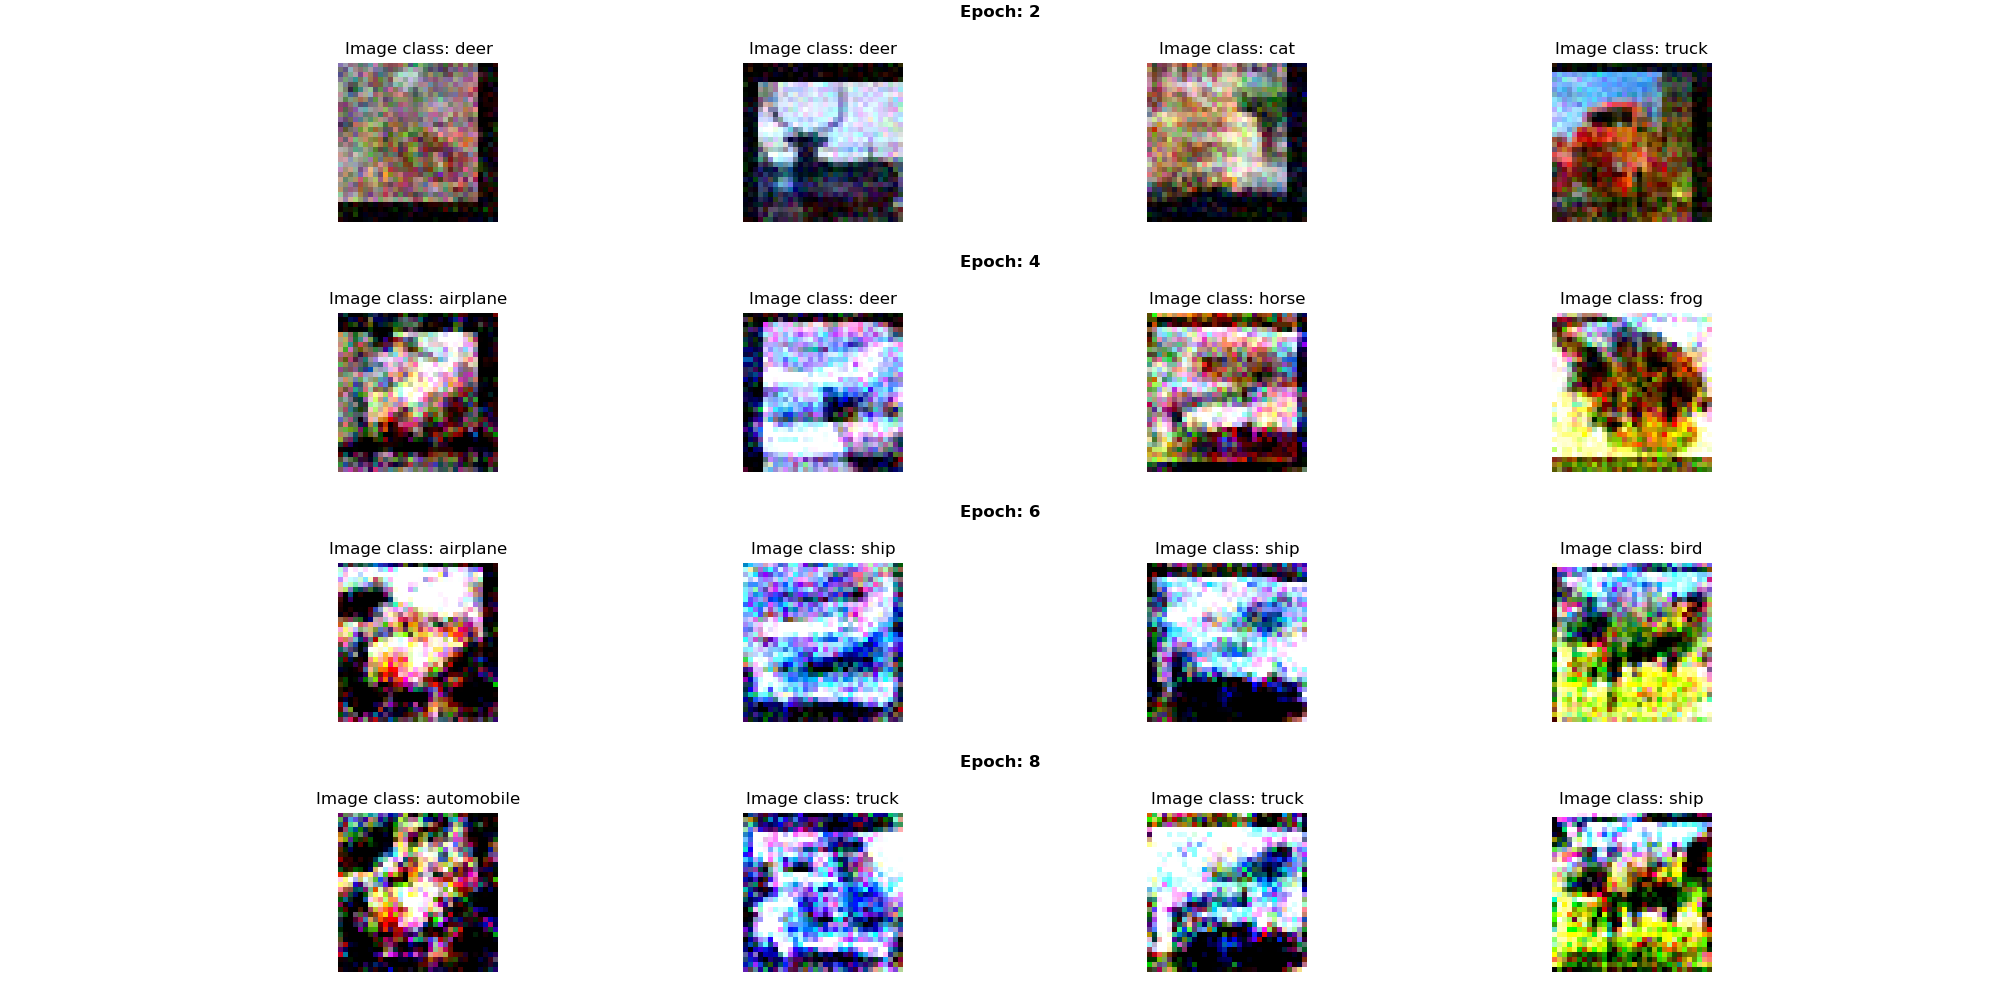 Epoch: 2
Image class: deer
Image class: deer
Image class: cat
Image class: truck
Epoch: 4
Image class: airplane
Image class: deer
Image class: horse
Image class: frog
Epoch: 6
Image class: airplane
Image class: ship
Image class: ship
Image class: bird
Epoch: 8
Image class: automobile
Image class: truck
Image class: truck
Image class: ship